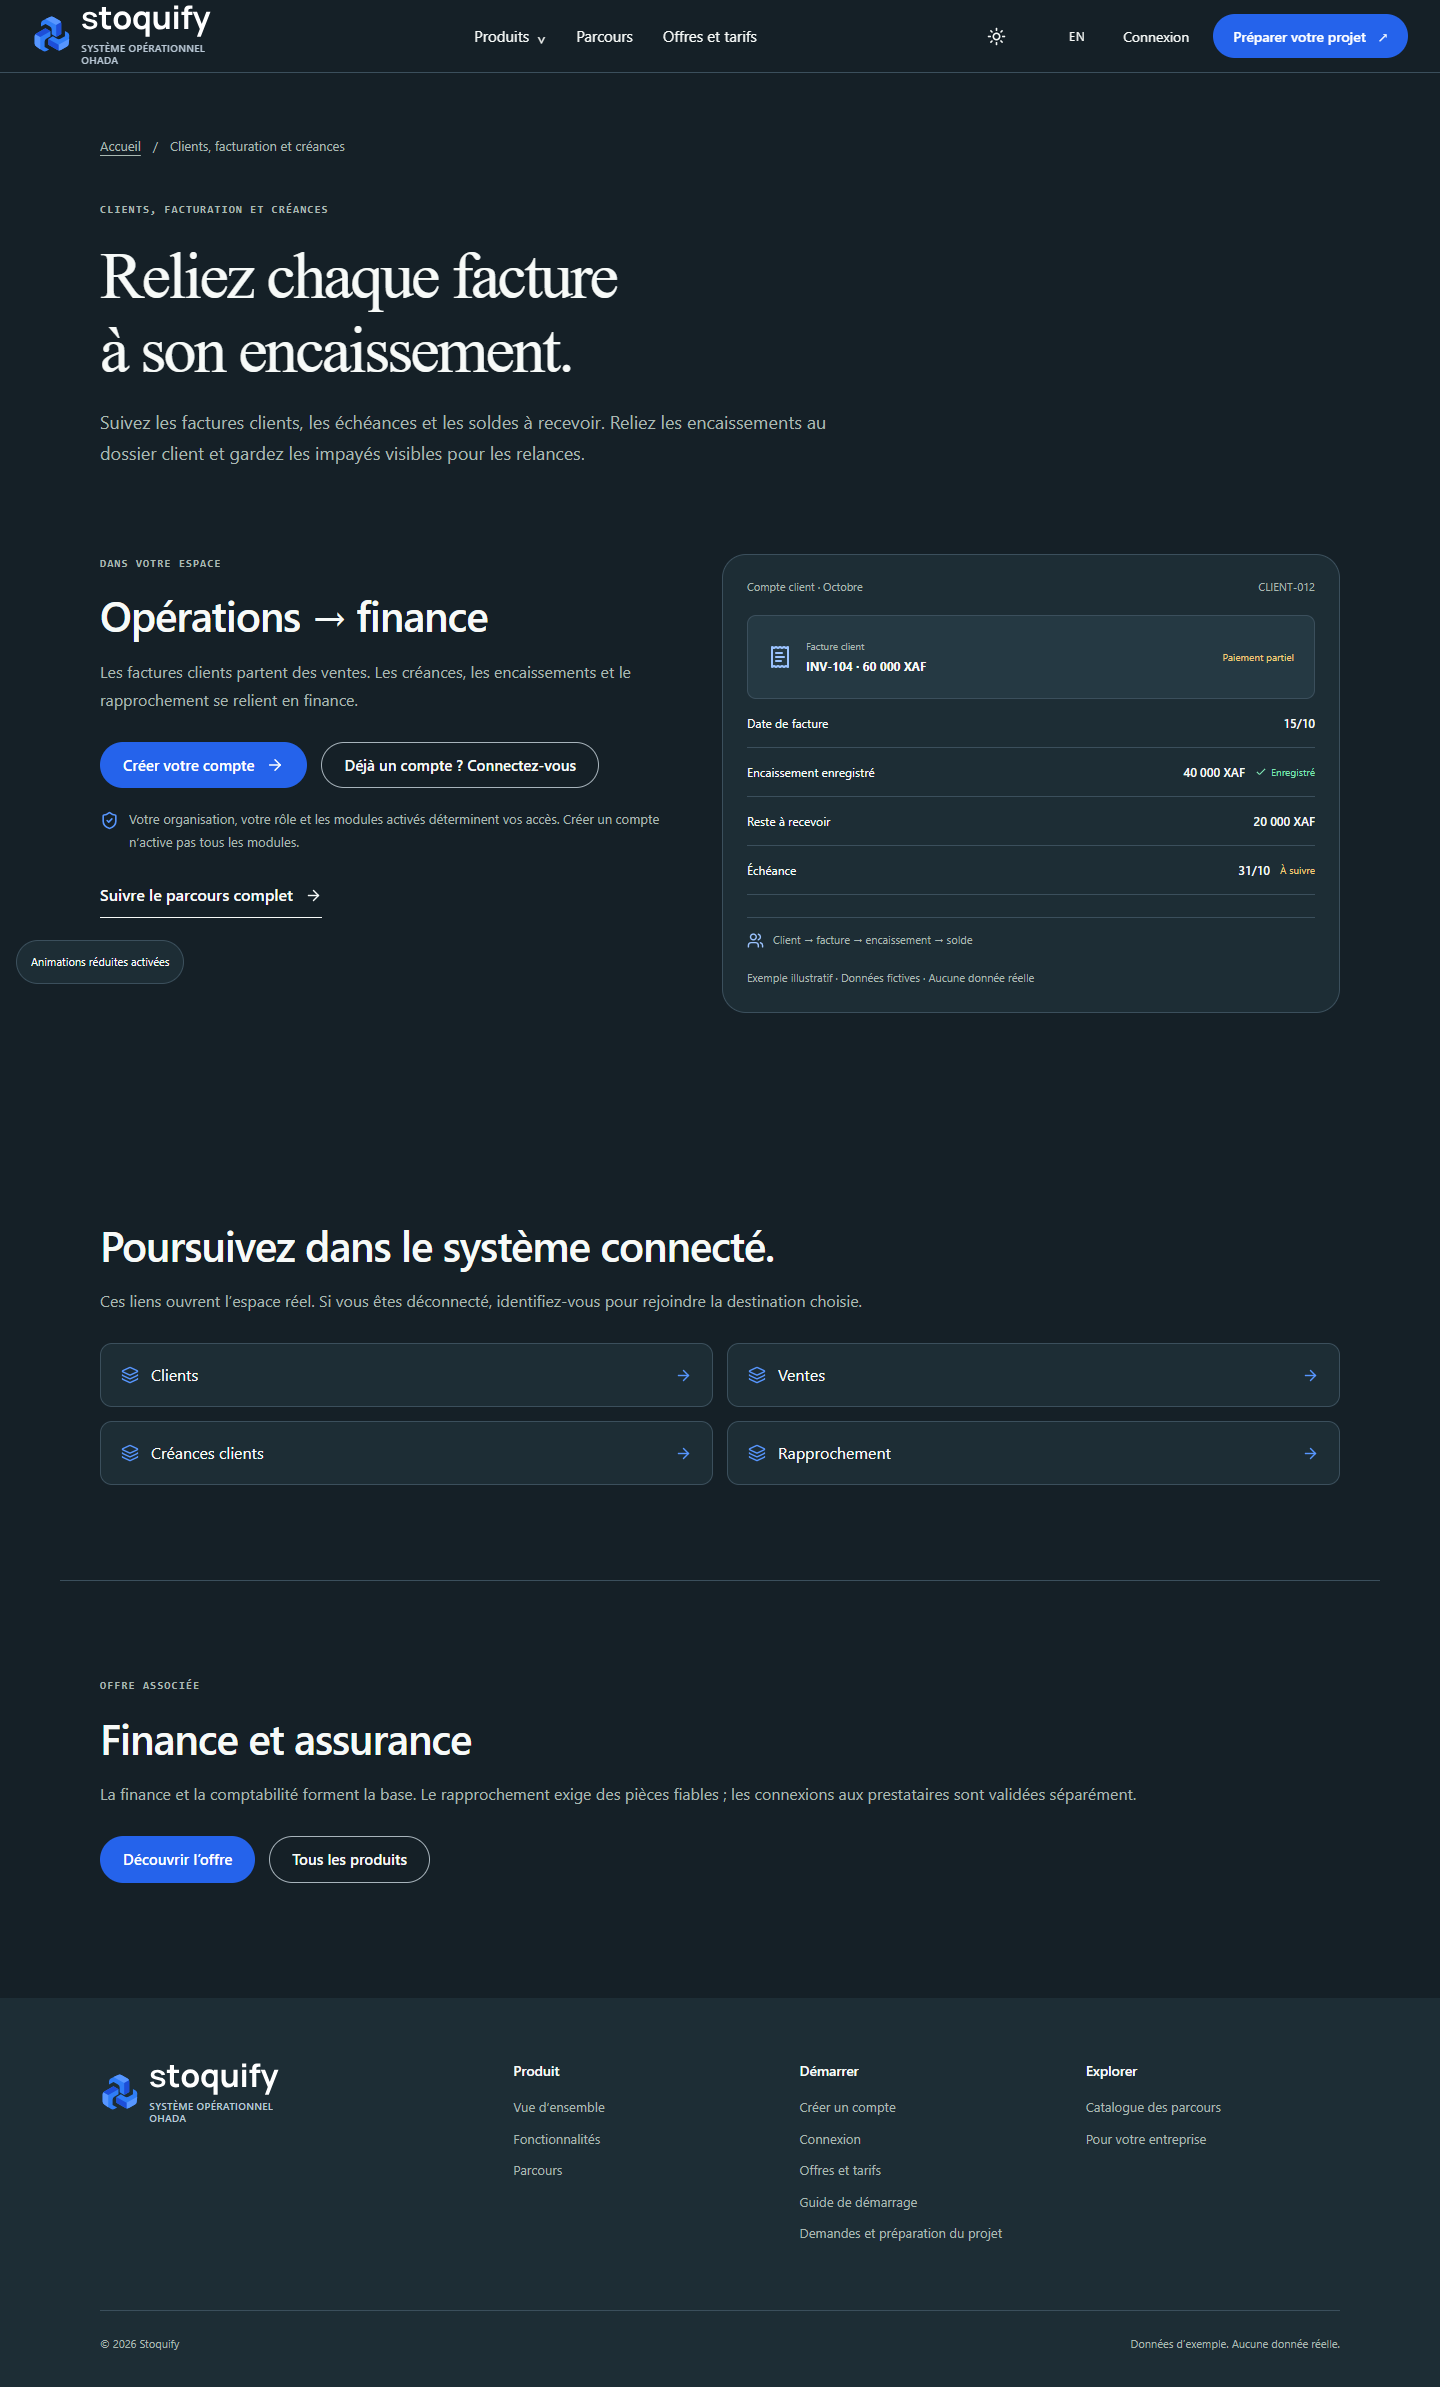 stoquify
SYSTÈME OPÉRATIONNEL
OHADA
Produits
Parcours
Offres et tarifs
EN
Connexion
Préparer votre projet ↗
Accueil / Clients, facturation et créances
CLIENTS, FACTURATION ET CRÉANCES
Reliez chaque facture
à son encaissement.
Suivez les factures clients, les échéances et les soldes à recevoir. Reliez les encaissements au
dossier client et gardez les impayés visibles pour les relances.
DANS VOTRE ESPACE
Opérations → finance
Les factures clients partent des ventes. Les créances, les encaissements et le
rapprochement se relient en finance.
Créer votre compte →
Déjà un compte ? Connectez-vous
Votre organisation, votre rôle et les modules activés déterminent vos accès. Créer un compte
n’active pas tous les modules.
Suivre le parcours complet →
Animations réduites activées
Compte client · Octobre
CLIENT-012
Facture client
INV-104 · 60 000 XAF
Paiement partiel
Date de facture
15/10
Encaissement enregistré
40 000 XAF
Enregistré
Reste à recevoir
20 000 XAF
Échéance
31/10
À suivre
Client → facture → encaissement → solde
Exemple illustratif · Données fictives · Aucune donnée réelle
Poursuivez dans le système connecté.
Ces liens ouvrent l’espace réel. Si vous êtes déconnecté, identifiez-vous pour rejoindre la destination choisie.
Clients →
Ventes →
Créances clients →
Rapprochement →
OFFRE ASSOCIÉE
Finance et assurance
La finance et la comptabilité forment la base. Le rapprochement exige des pièces fiables ; les connexions aux prestataires sont validées séparément.
Découvrir l’offre
Tous les produits
stoquify
SYSTÈME OPÉRATIONNEL
OHADA
Produit
Vue d’ensemble
Fonctionnalités
Parcours
Démarrer
Créer un compte
Connexion
Offres et tarifs
Guide de démarrage
Demandes et préparation du projet
Explorer
Catalogue des parcours
Pour votre entreprise
© 2026 Stoquify
Données d’exemple. Aucune donnée réelle.